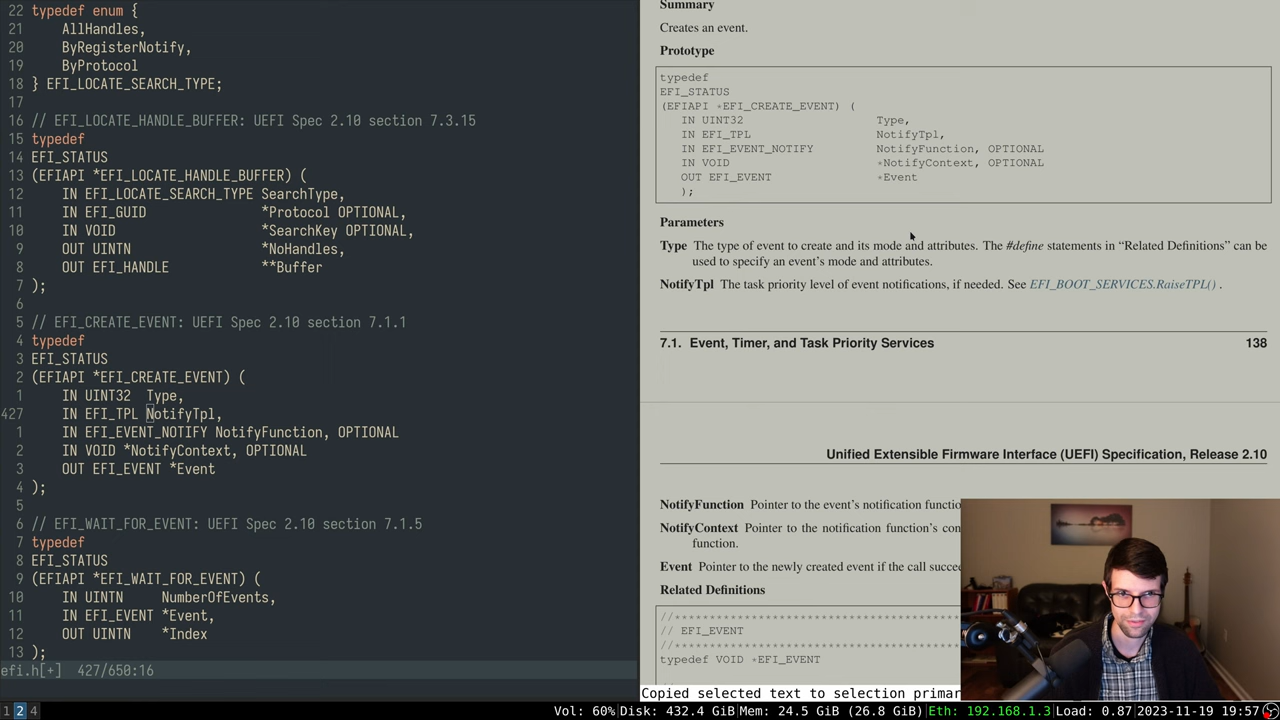 22 typedef enum {
21     AllHandles,
20     ByRegisterNotify,
19     ByProtocol
18 } EFI_LOCATE_SEARCH_TYPE;
17
16 // EFI_LOCATE_HANDLE_BUFFER: UEFI Spec 2.10 section 7.3.15
15 typedef
14 EFI_STATUS
13 (EFIAPI *EFI_LOCATE_HANDLE_BUFFER) (
12     IN EFI_LOCATE_SEARCH_TYPE SearchType,
11     IN EFI_GUID               *Protocol OPTIONAL,
10     IN VOID                   *SearchKey OPTIONAL,
9     OUT UINTN                 *NoHandles,
8     OUT EFI_HANDLE            **Buffer
7 );
6
5 // EFI_CREATE_EVENT: UEFI Spec 2.10 section 7.1.1
4 typedef
3 EFI_STATUS
2 (EFIAPI *EFI_CREATE_EVENT) (
1     IN UINT32  Type,
427     IN EFI_TPL NotifyTpl,
1     IN EFI_EVENT_NOTIFY NotifyFunction, OPTIONAL
2     IN VOID *NotifyContext, OPTIONAL
3     OUT EFI_EVENT *Event
4 );
5
6 // EFI_WAIT_FOR_EVENT: UEFI Spec 2.10 section 7.1.5
7 typedef
8 EFI_STATUS
9 (EFIAPI *EFI_WAIT_FOR_EVENT) (
10     IN UINTN     NumberOfEvents,
11     IN EFI_EVENT *Event,
12     OUT UINTN    *Index
13 );
efi.h[+]  427/650:16
Summary
Creates an event.
Prototype
typedef
EFI_STATUS
(EFIAPI *EFI_CREATE_EVENT) (
   IN UINT32                  Type,
   IN EFI_TPL                 NotifyTpl,
   IN EFI_EVENT_NOTIFY        NotifyFunction, OPTIONAL
   IN VOID                    *NotifyContext, OPTIONAL
   OUT EFI_EVENT              *Event
   );
Parameters
Type The type of event to create and its mode and attributes. The #define statements in “Related Definitions” can be
used to specify an event’s mode and attributes.
NotifyTpl The task priority level of event notifications, if needed. See EFI_BOOT_SERVICES.RaiseTPL() .
7.1. Event, Timer, and Task Priority Services 138
Unified Extensible Firmware Interface (UEFI) Specification, Release 2.10
NotifyFunction Pointer to the event’s notification functio
NotifyContext Pointer to the notification function’s con
function.
Event Pointer to the newly created event if the call succe
Related Definitions
//*****************************************
// EFI_EVENT
//*****************************************
typedef VOID *EFI_EVENT
Copied selected text to selection primar
1 2 4 Vol: 60%|Disk: 432.4 GiB|Mem: 24.5 GiB (26.8 GiB)|Eth: 192.168.1.3|Load: 0.87|2023-11-19 19:57